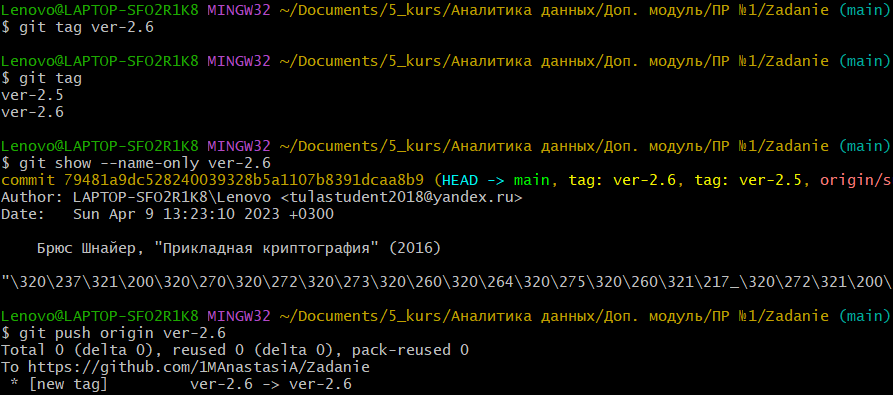 Lenovo@LAPTOP-SFO2R1K8 MINGW32 ~/Documents/5_kurs/Аналитика данных/Доп. модуль/ПР №1/Zadanie (main)
$ git tag ver-2.6
Lenovo@LAPTOP-SFO2R1K8 MINGW32 ~/Documents/5_kurs/Аналитика данных/Доп. модуль/ПР №1/Zadanie (main)
$ git tag
ver-2.5
ver-2.6
Lenovo@LAPTOP-SFO2R1K8 MINGW32 ~/Documents/5_kurs/Аналитика данных/Доп. модуль/ПР №1/Zadanie (main)
$ git show --name-only ver-2.6
commit 79481a9dc528240039328b5a1107b8391dcaa8b9 (HEAD -> main, tag: ver-2.6, tag: ver-2.5, origin/s
Author: LAPTOP-SFO2R1K8\Lenovo <tulastudent2018@yandex.ru>
Date:   Sun Apr 9 13:23:10 2023 +0300
Брюс Шнайер, "Прикладная криптография" (2016)
"\320\237\321\200\320\270\320\272\320\273\320\260\320\264\320\275\320\260\321\217_\320\272\321\200\
Lenovo@LAPTOP-SFO2R1K8 MINGW32 ~/Documents/5_kurs/Аналитика данных/Доп. модуль/ПР №1/Zadanie (main)
$ git push origin ver-2.6
Total 0 (delta 0), reused 0 (delta 0), pack-reused 0
To https://github.com/1MAnastasiA/Zadanie
 * [new tag]         ver-2.6 -> ver-2.6